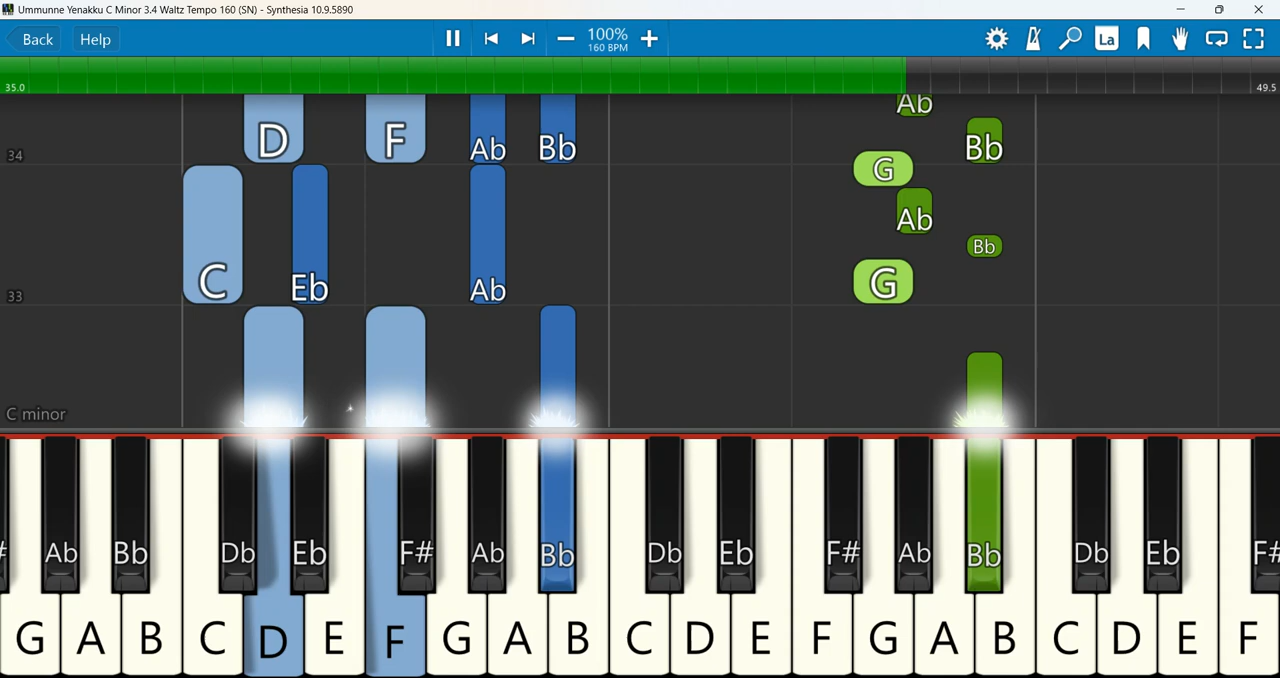 Ummunne Yenakku C Minor 3.4 Waltz Tempo 160 (SN) - Synthesia 10.9.5890
Back Help 100% La
160 BPM
35.0 49.5
Ab
34 D F Ab Bb Bb
G
Ab
Bb
33 C Eb Ab G
C minor
# Ab Bb Db Eb F# Ab Bb Db Eb F# Ab Bb Db Eb F#
G A B C D E F G A B C D E F G A B C D E F